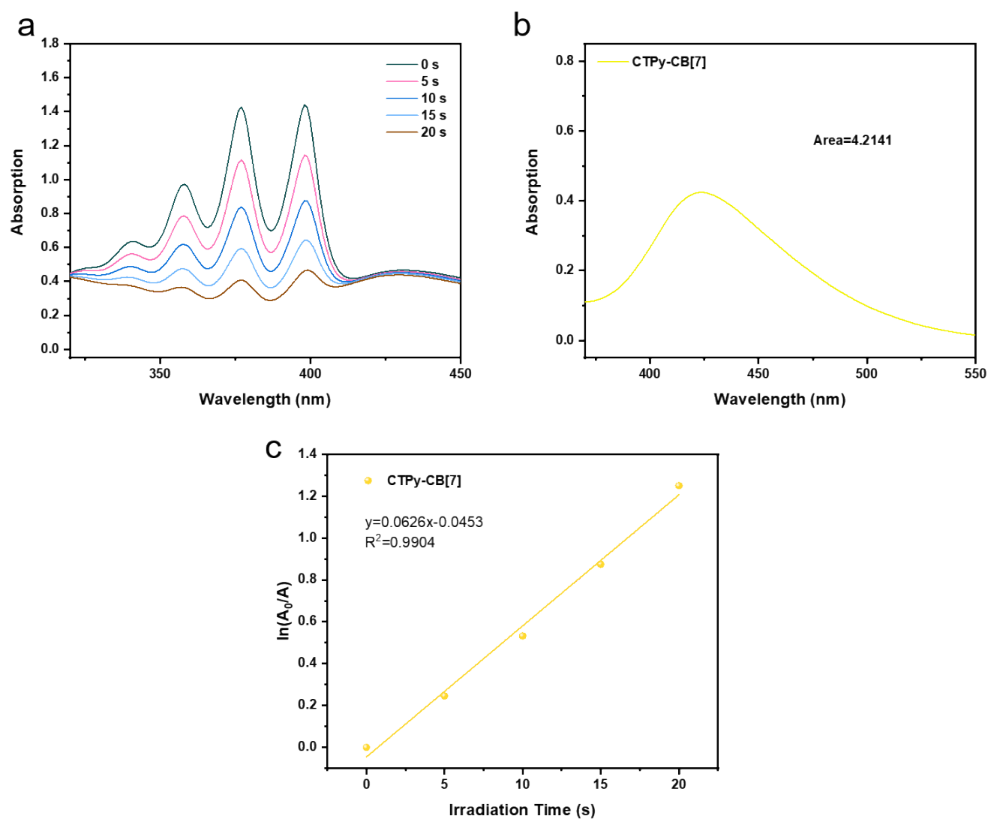 a
1.8
1.6
1.4
1.2
1.0
0.8
0.6
0.4
0.2
0.0
Absorption
0 s
5 s
10 s
15 s
20 s
350
400
450
Wavelength (nm)
b
0.8
0.6
0.4
0.2
0.0
Absorption
CTPy-CB[7]
Area=4.2141
400
450
500
550
Wavelength (nm)
c
1.4
1.2
1.0
0.8
0.6
0.4
0.2
0.0
ln(A₀/A)
CTPy-CB[7]
y=0.0626x-0.0453
R²=0.9904
0
5
10
15
20
Irradiation Time (s)